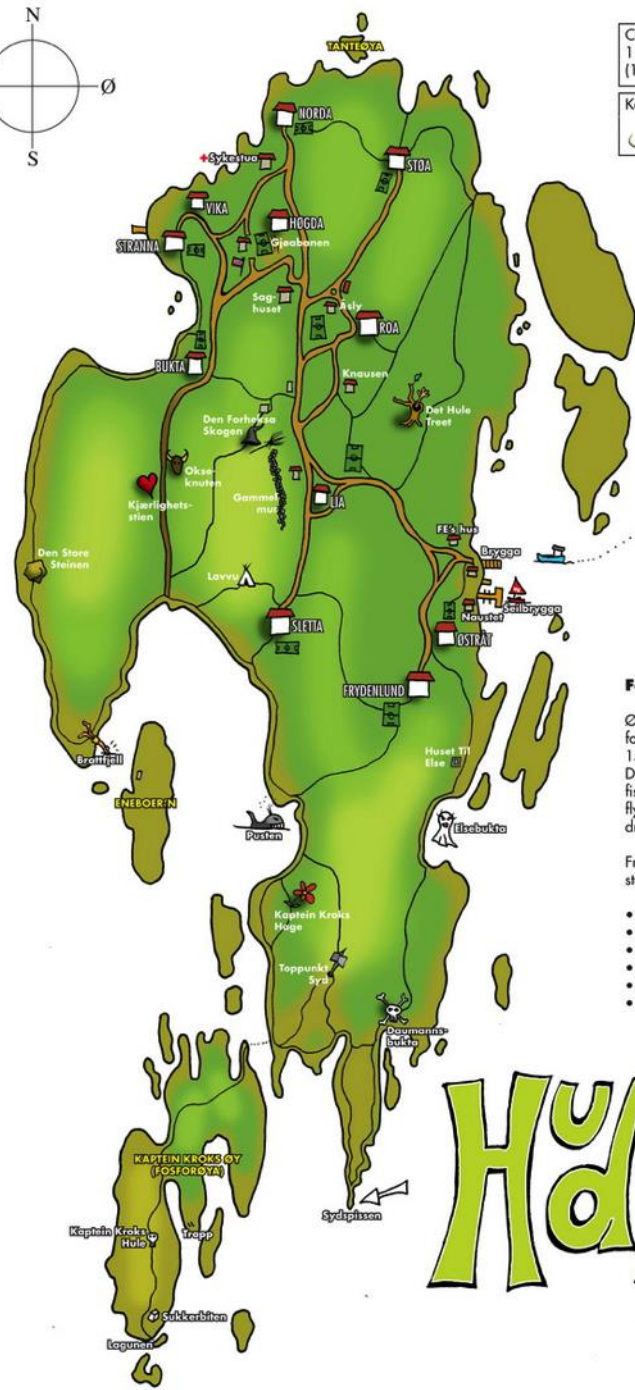 N
Ø
S
TANTEØYA
NORDA
+Sykestua
STØA
VIKA
HØGDA
STRANNA
Gjøabanen
Sag-
huset
Åsly
ROA
BUKTA
Knausen
Den Forheksa
Skogen
Det Hule
Treet
Okse-
knuten
Kjærlighets-
stien
Gammel-
mur
LIA
FE's hus
Brygga
Den Store
Steinen
Lavvu
Naustet
Seilbrygga
SLETTA
ØSTRÅT
FRYDENLUND
Huset Til
Else
Brattfjell
ENEBOER'N
Pusten
Elsebukta
Kaptein Kroks
Hage
Toppunkt
Syd
Daumanns-
bukta
KAPTEIN KROKS ØY
(FOSFORØYA)
Sydspissen
Kaptein Kroks
Hule
Trapp
Sukkerbiten
Lagunen